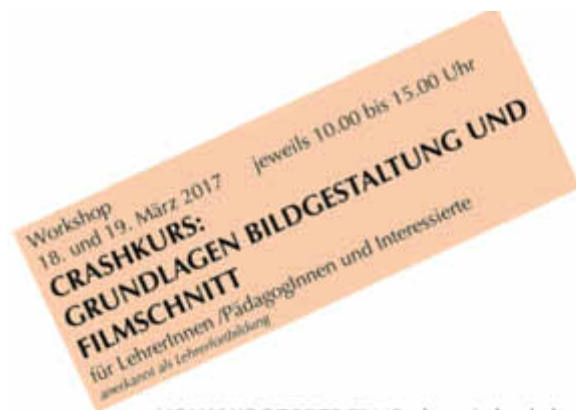 Workshop
18. und 19. März 2017 jeweils 10.00 bis 15.00 Uhr
CRASHKURS:
GRUNDLAGEN BILDGESTALTUNG UND
FILMSCHNITT
für LehrerInnen /PädagogInnen und Interessierte
anerkannt als Lehrerfortbildung